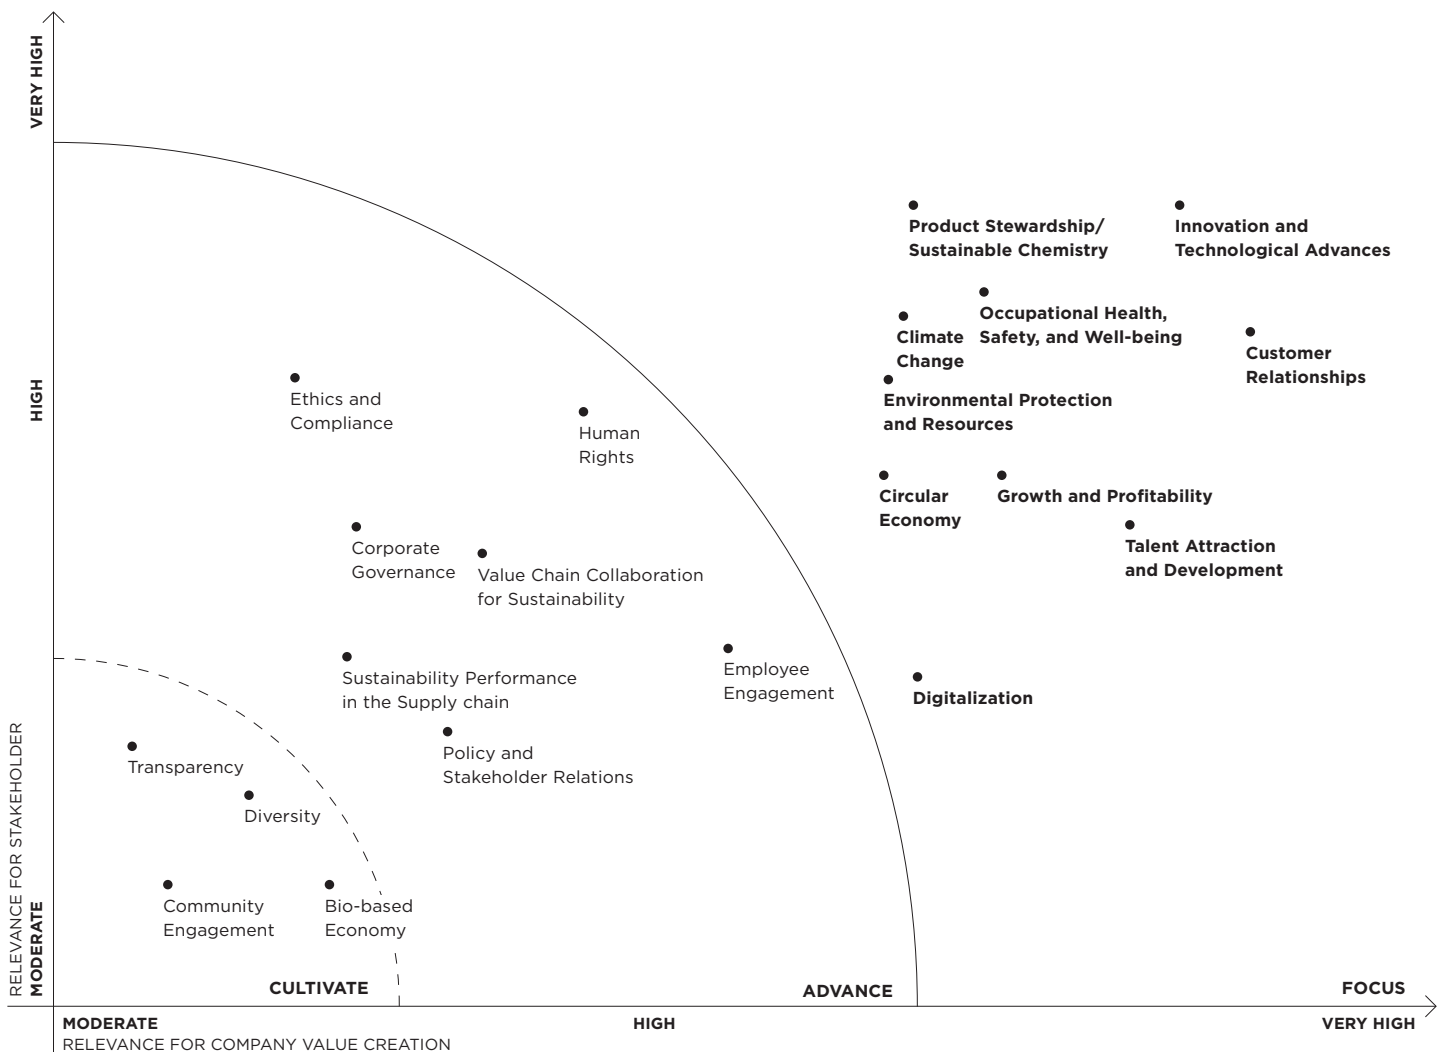 VERY HIGH
Product Stewardship/
Sustainable Chemistry
Innovation and
Technological Advances
Occupational Health,
Safety, and Well-being
Climate
Change
Customer
Relationships
HIGH
Ethics and
Compliance
Environmental Protection
and Resources
Human
Rights
Circular
Economy
Growth and Profitability
Corporate
Governance
Talent Attraction
and Development
Value Chain Collaboration
for Sustainability
Sustainability Performance
in the Supply chain
Employee
Engagement
Digitalization
Policy and
Stakeholder Relations
Transparency
Diversity
Community
Engagement
Bio-based
Economy
RELEVANCE FOR STAKEHOLDER
MODERATE
CULTIVATE
ADVANCE
FOCUS
MODERATE
HIGH
VERY HIGH
RELEVANCE FOR COMPANY VALUE CREATION